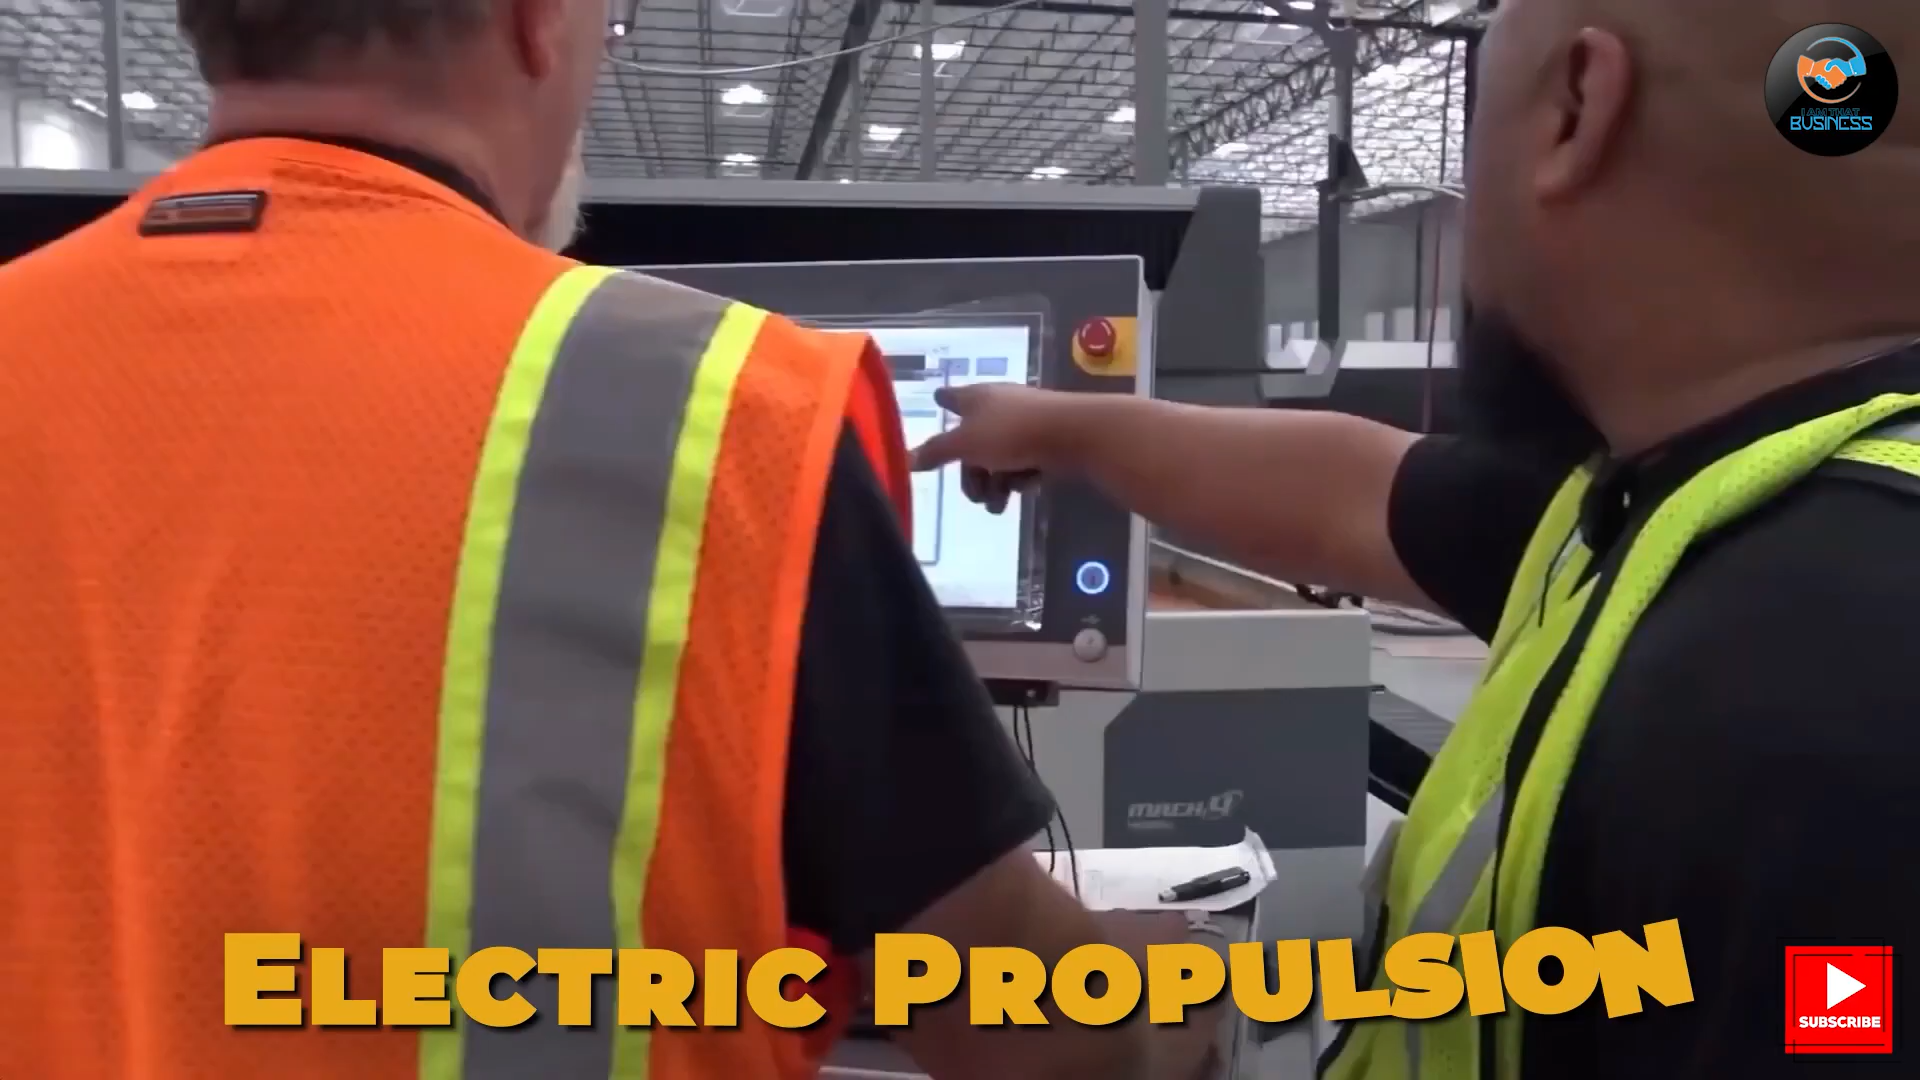 I AM THAT
BUSINESS
MACH 4
ELECTRIC PROPULSION
SUBSCRIBE